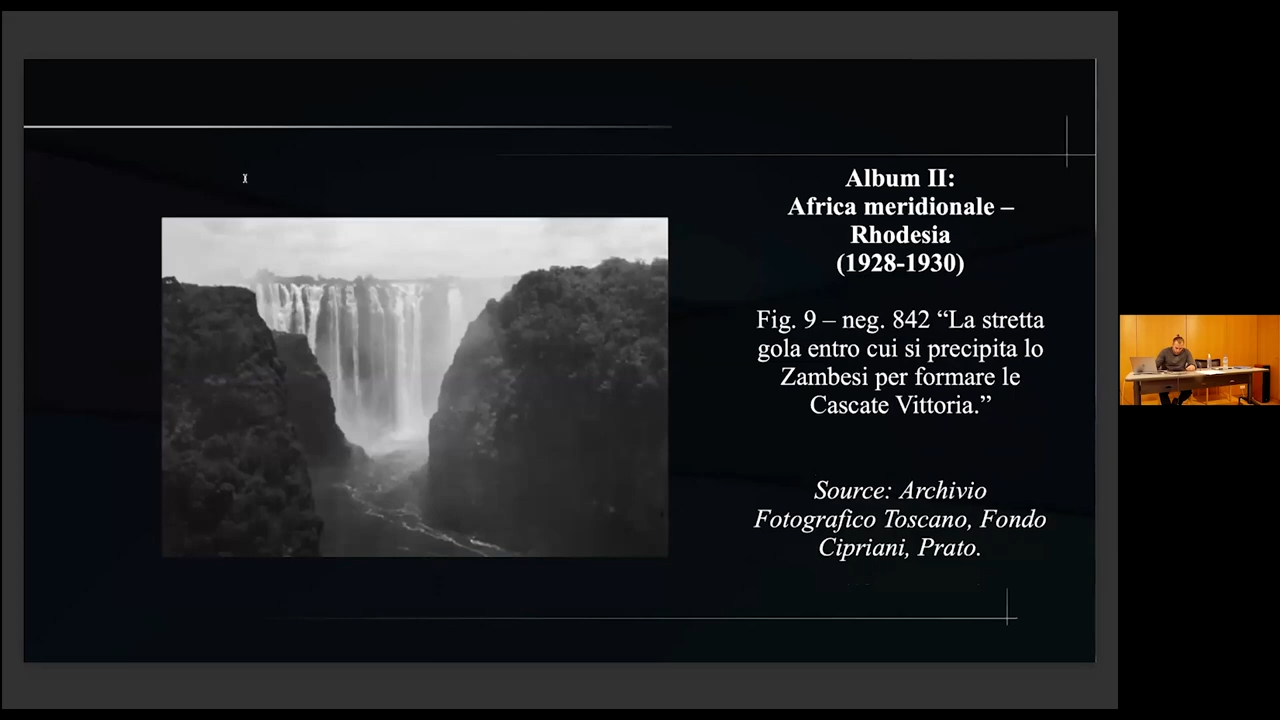 Album II:
Africa meridionale –
Rhodesia
(1928-1930)
Fig. 9 – neg. 842 “La stretta
gola entro cui si precipita lo
Zambesi per formare le
Cascate Vittoria.”
Source: Archivio
Fotografico Toscano, Fondo
Cipriani, Prato.